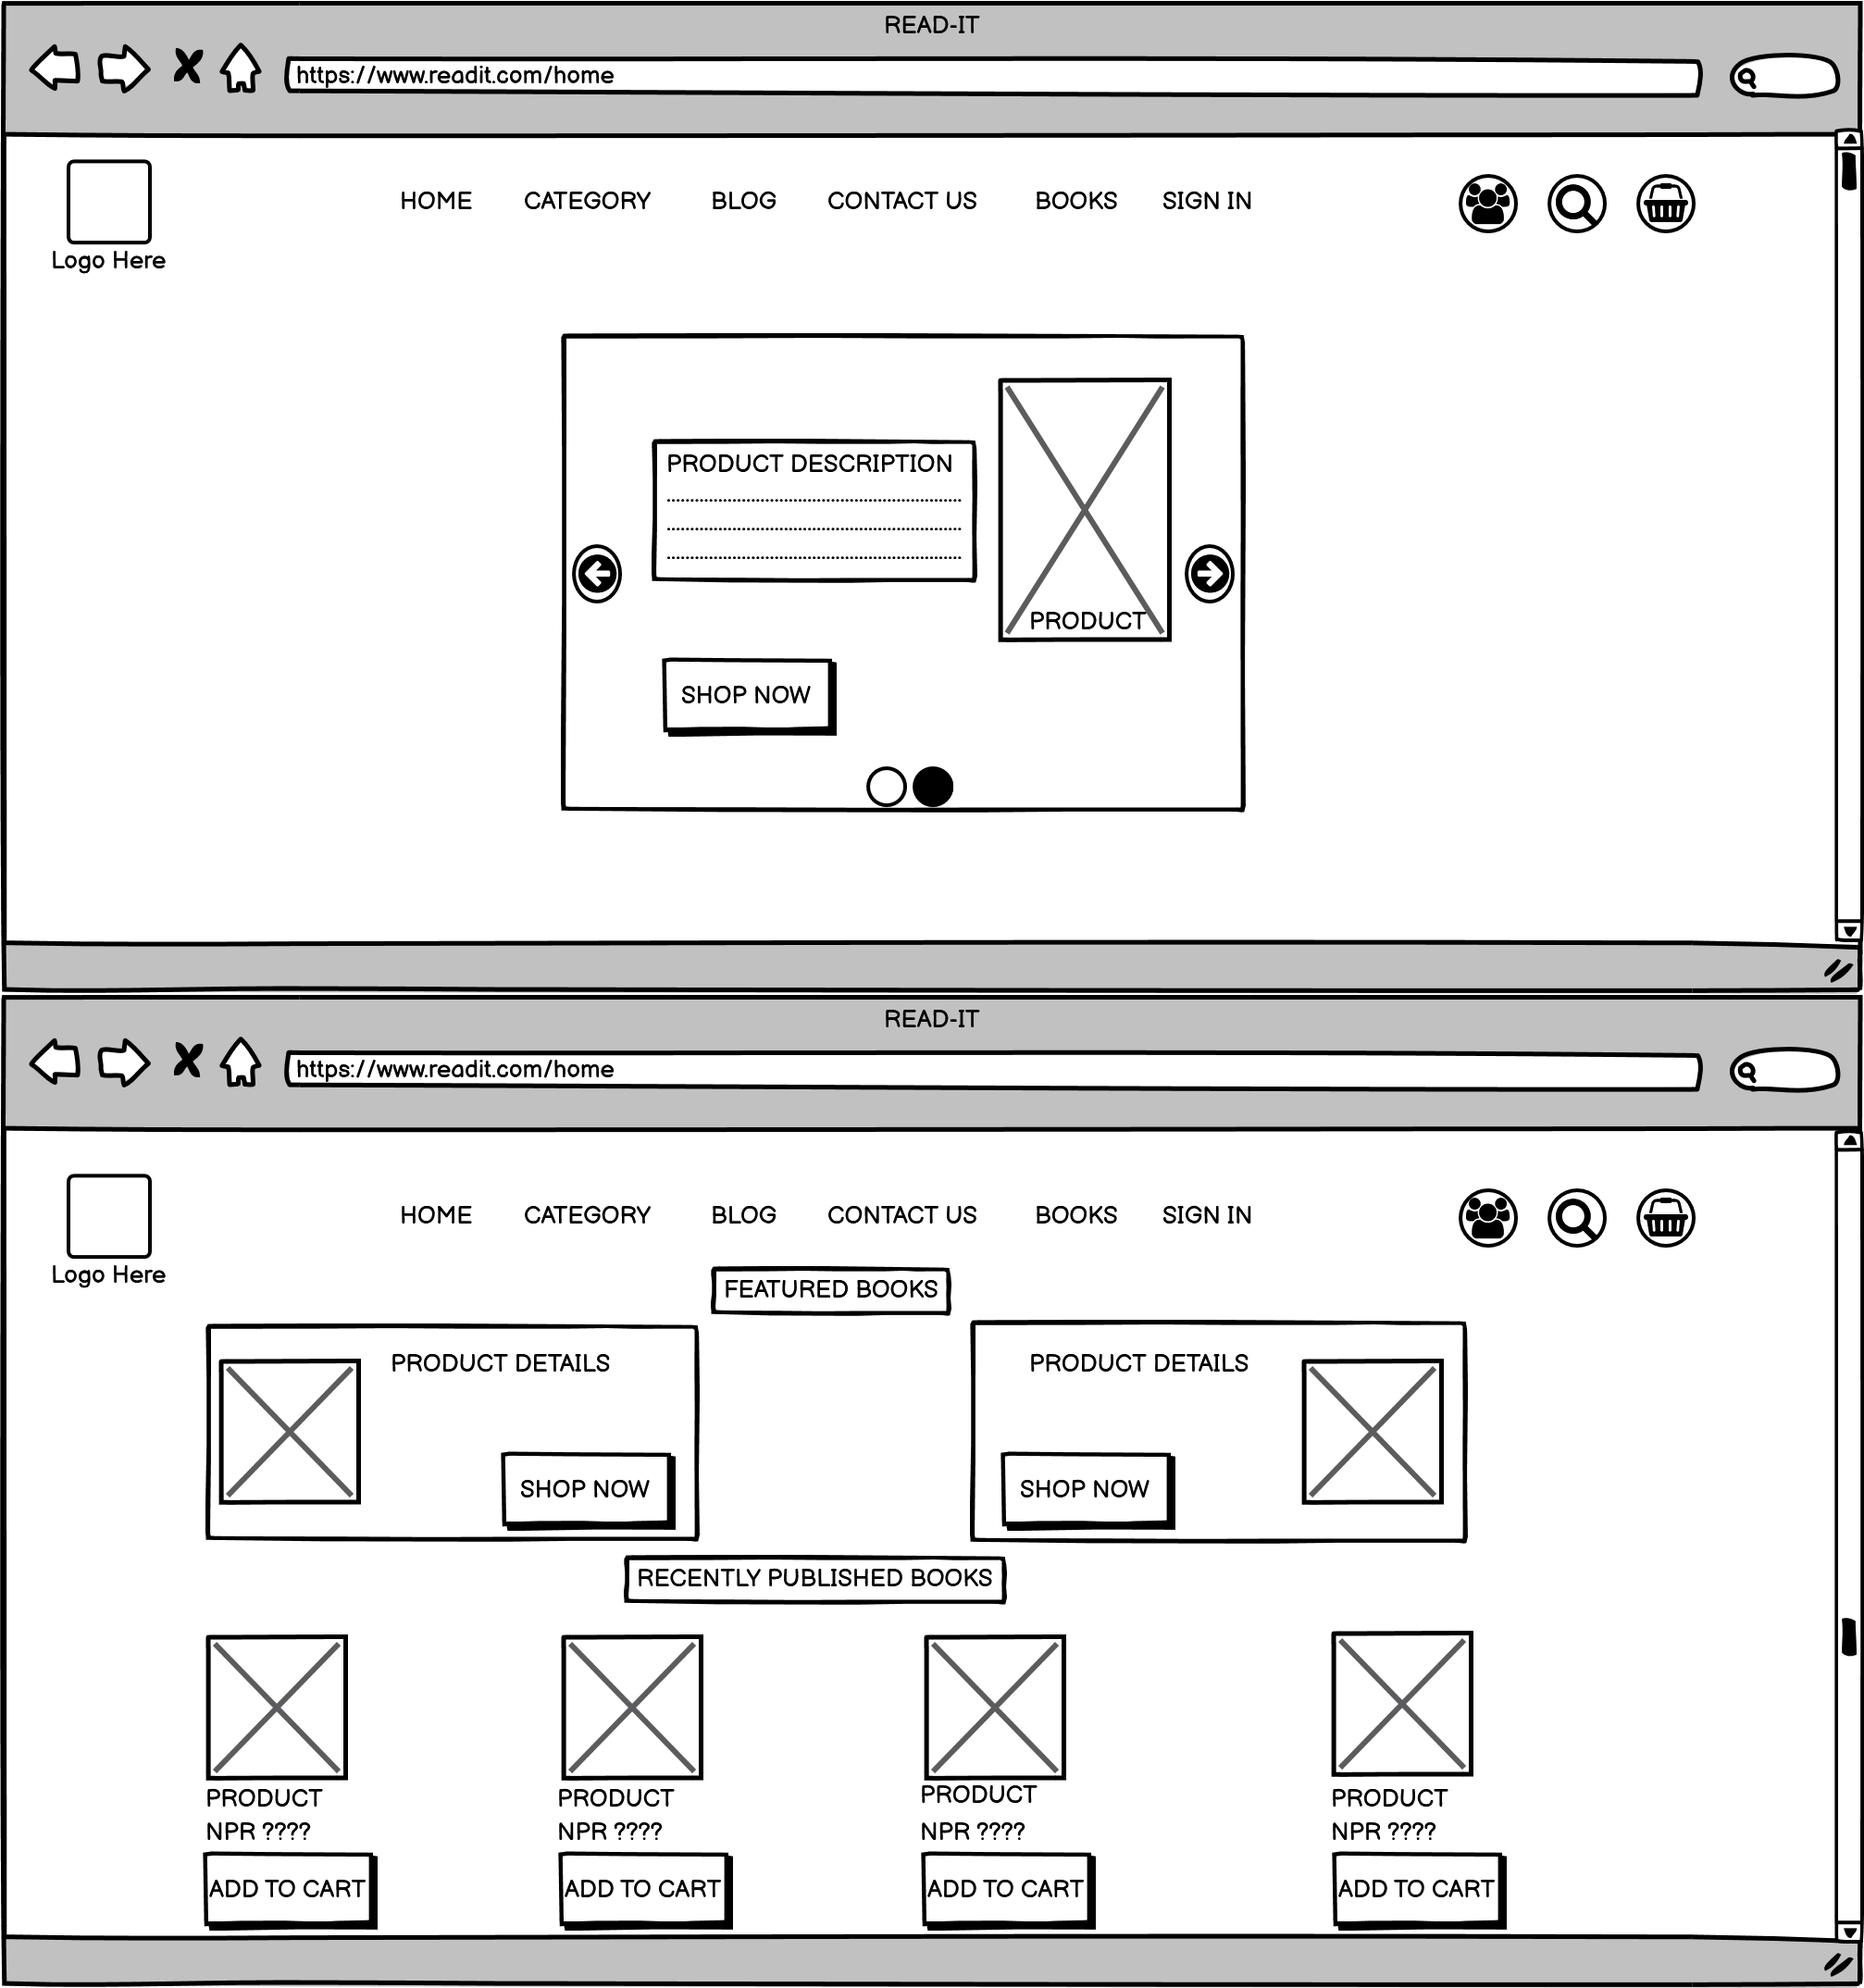 READ-IT
https://www.readit.com/home
HOME CATEGORY BLOG CONTACT US BOOKS SIGN IN
Logo Here
PRODUCT DESCRIPTION
PRODUCT
SHOP NOW
READ-IT
https://www.readit.com/home
HOME CATEGORY BLOG CONTACT US BOOKS SIGN IN
Logo Here
FEATURED BOOKS
PRODUCT DETAILS PRODUCT DETAILS
SHOP NOW SHOP NOW
RECENTLY PUBLISHED BOOKS
PRODUCT PRODUCT PRODUCT PRODUCT
NPR ???? NPR ???? NPR ???? NPR ????
ADD TO CART ADD TO CART ADD TO CART ADD TO CART